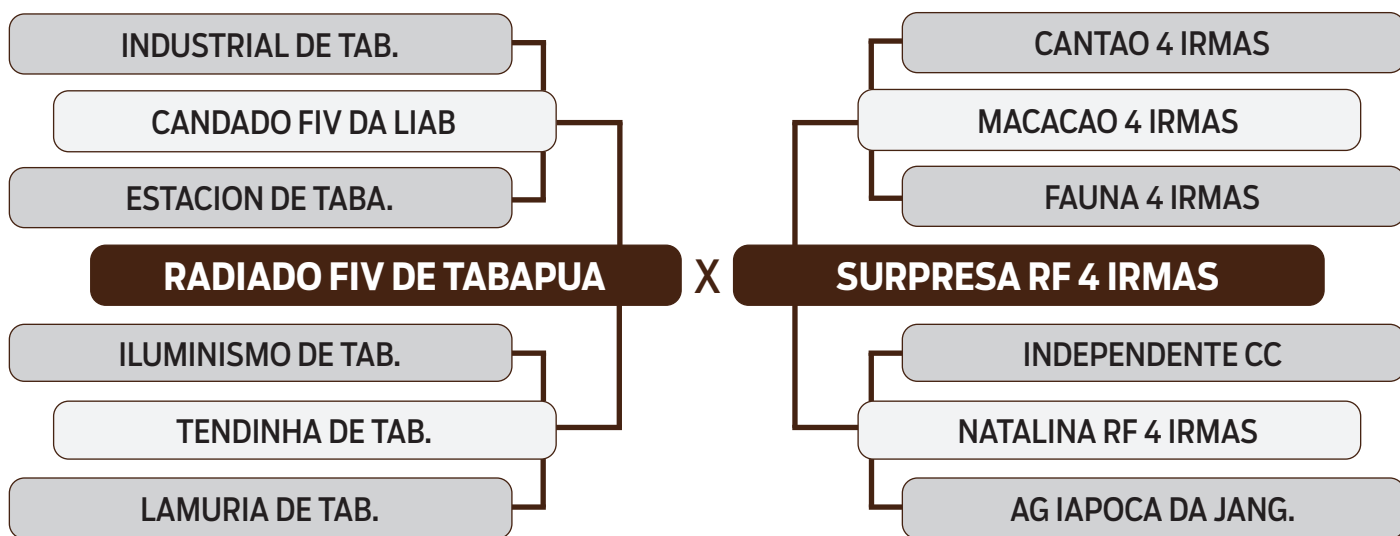 INDUSTRIAL DE TAB.
CANDADO FIV DA LIAB
ESTACION DE TABA.
RADIADO FIV DE TABAPUA
ILUMINISMO DE TAB.
TENDINHA DE TAB.
LAMURIA DE TAB.
X
CANTAO 4 IRMAS
MACACAO 4 IRMAS
FAUNA 4 IRMAS
SURPRESA RF 4 IRMAS
INDEPENDENTE CC
NATALINA RF 4 IRMAS
AG IAPOCA DA JANG.